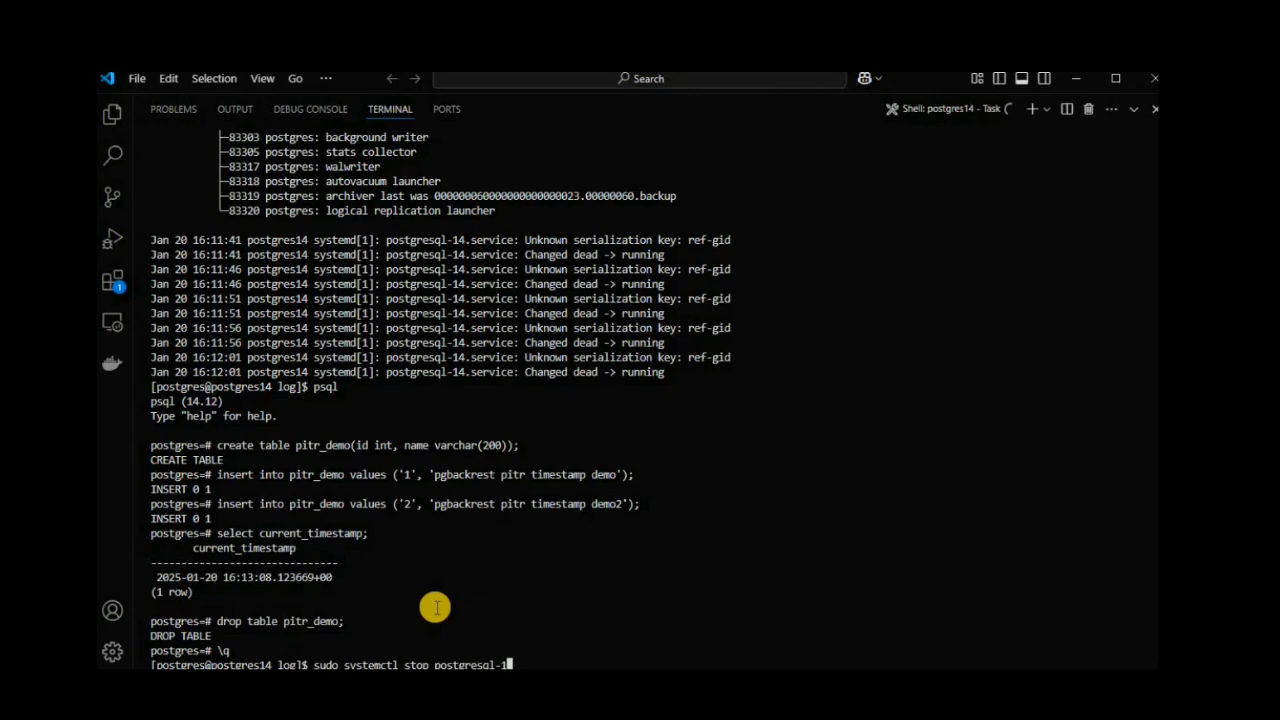 File Edit Selection View Go ··· Search
PROBLEMS OUTPUT DEBUG CONSOLE TERMINAL PORTS Shell: postgres14 - Task
├─83303 postgres: background writer
├─83305 postgres: stats collector
├─83317 postgres: walwriter
├─83318 postgres: autovacuum launcher
├─83319 postgres: archiver last was 000000060000000000000023.00000060.backup
└─83320 postgres: logical replication launcher
Jan 20 16:11:41 postgres14 systemd[1]: postgresql-14.service: Unknown serialization key: ref-gid
Jan 20 16:11:41 postgres14 systemd[1]: postgresql-14.service: Changed dead -> running
Jan 20 16:11:46 postgres14 systemd[1]: postgresql-14.service: Unknown serialization key: ref-gid
Jan 20 16:11:46 postgres14 systemd[1]: postgresql-14.service: Changed dead -> running
Jan 20 16:11:51 postgres14 systemd[1]: postgresql-14.service: Unknown serialization key: ref-gid
Jan 20 16:11:51 postgres14 systemd[1]: postgresql-14.service: Changed dead -> running
Jan 20 16:11:56 postgres14 systemd[1]: postgresql-14.service: Unknown serialization key: ref-gid
Jan 20 16:11:56 postgres14 systemd[1]: postgresql-14.service: Changed dead -> running
Jan 20 16:12:01 postgres14 systemd[1]: postgresql-14.service: Unknown serialization key: ref-gid
Jan 20 16:12:01 postgres14 systemd[1]: postgresql-14.service: Changed dead -> running
[postgres@postgres14 log]$ psql
psql (14.12)
Type "help" for help.
postgres=# create table pitr_demo(id int, name varchar(200));
CREATE TABLE
postgres=# insert into pitr_demo values ('1', 'pgbackrest pitr timestamp demo');
INSERT 0 1
postgres=# insert into pitr_demo values ('2', 'pgbackrest pitr timestamp demo2');
INSERT 0 1
postgres=# select current_timestamp;
current_timestamp
-------------------------------
2025-01-20 16:13:08.123669+00
(1 row)
postgres=# drop table pitr_demo;
DROP TABLE
postgres=# \q
[postgres@postgres14 log]$ sudo systemctl stop postgresql-1
1